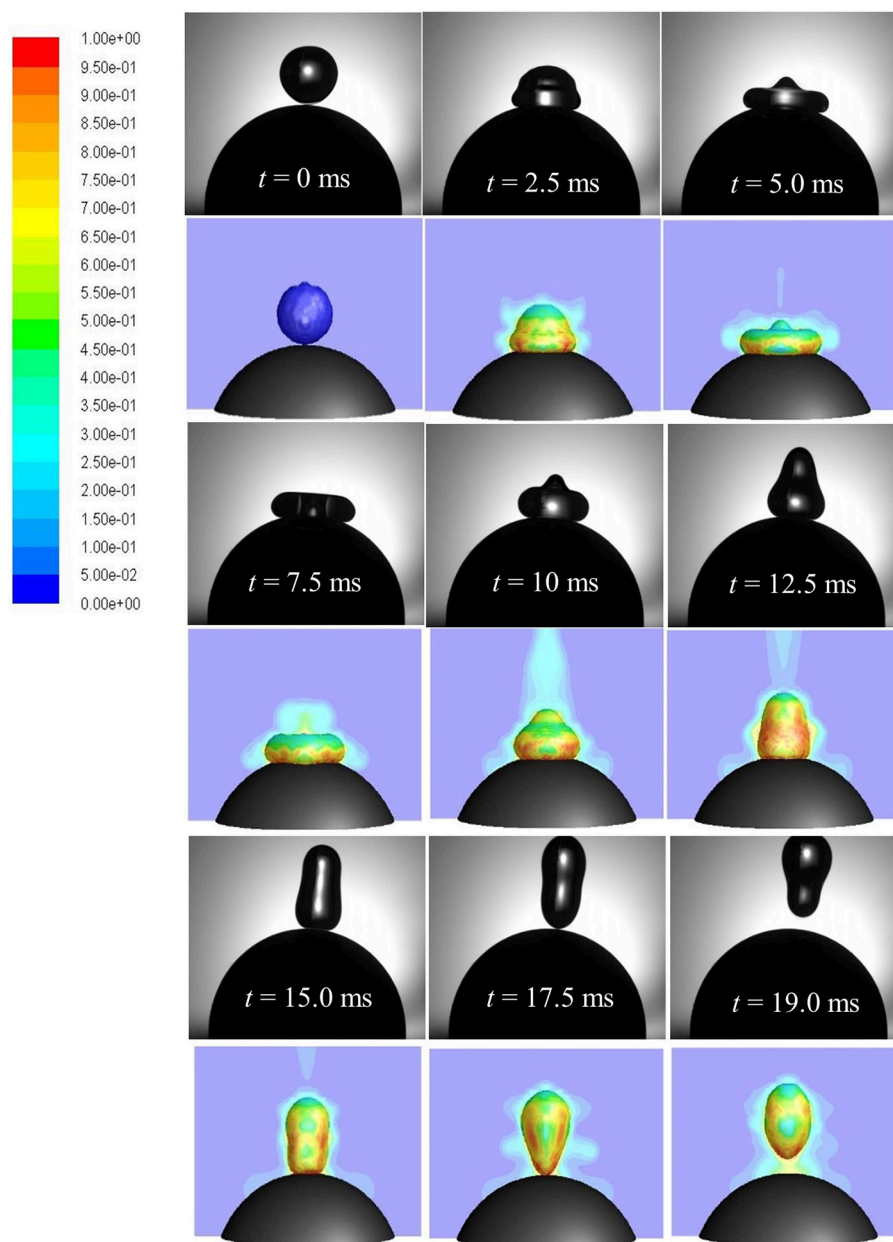 1.00e+00
9.50e-01
9.00e-01
8.50e-01
8.00e-01
7.50e-01
7.00e-01
6.50e-01
6.00e-01
5.50e-01
5.00e-01
4.50e-01
4.00e-01
3.50e-01
3.00e-01
2.50e-01
2.00e-01
1.50e-01
1.00e-01
5.00e-02
0.00e+00
t = 0 ms
t = 2.5 ms
t = 5.0 ms
t = 7.5 ms
t = 10 ms
t = 12.5 ms
t = 15.0 ms
t = 17.5 ms
t = 19.0 ms